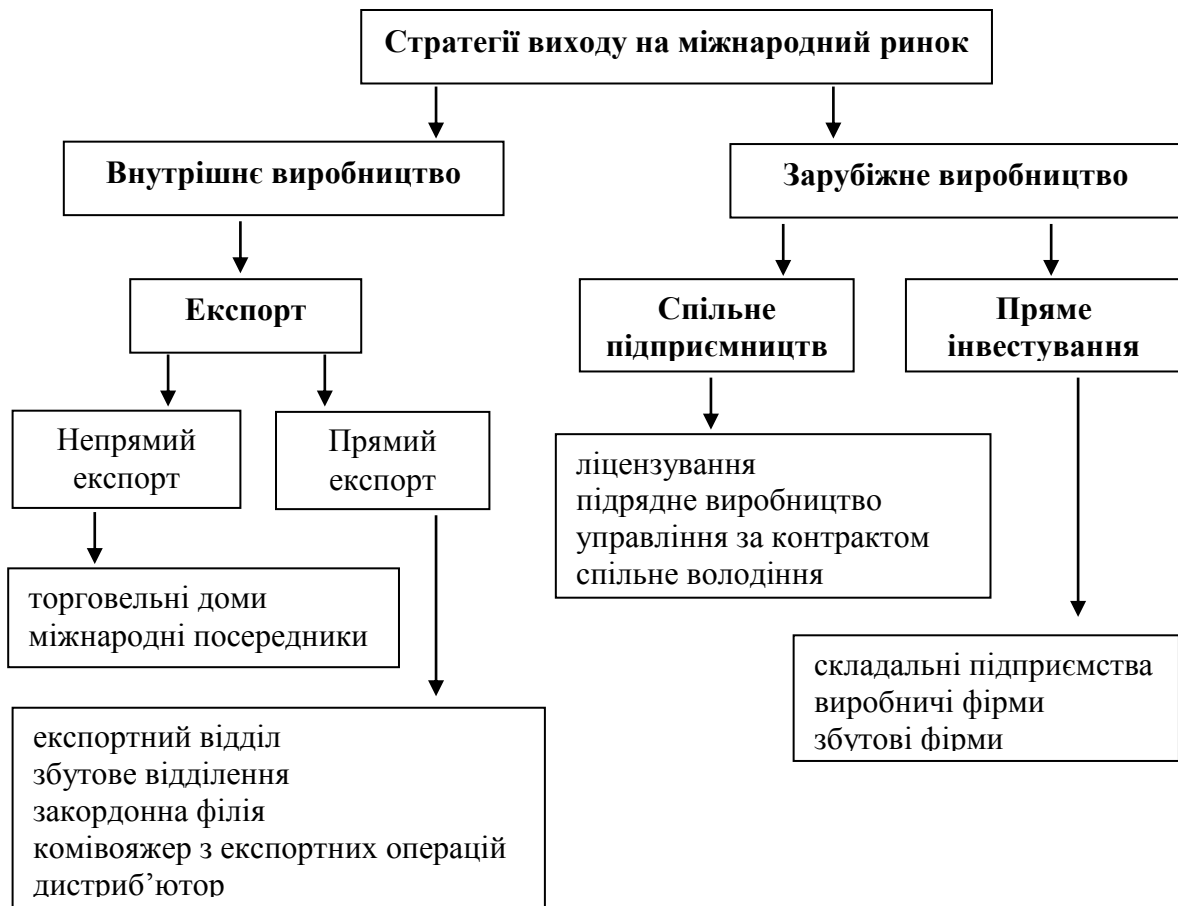 Стратегії виходу на міжнародний ринок
Внутрішнє виробництво
Зарубіжне виробництво
Експорт
Спільне
підприємництв
Пряме
інвестування
Непрямий
експорт
Прямий
експорт
ліцензування
підрядне виробництво
управління за контрактом
спільне володіння
торговельні доми
міжнародні посередники
складальні підприємства
виробничі фірми
збутові фірми
експортний відділ
збутове відділення
закордонна філія
комівояжер з експортних операцій
дистриб’ютор